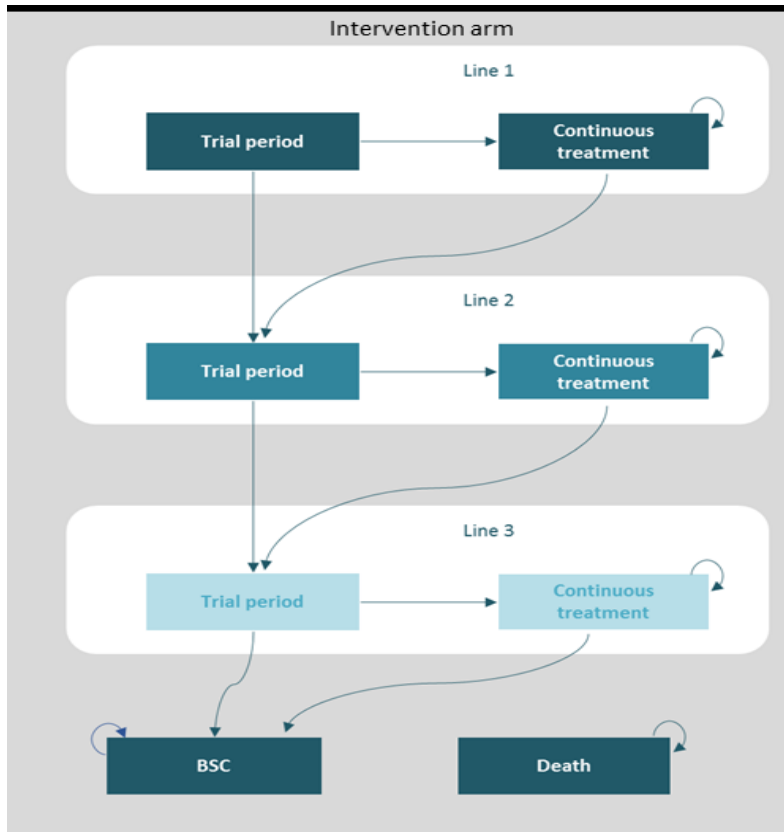 Intervention arm
Line 1
Trial period
Continuous
treatment
Line 2
Trial period
Continuous
treatment
Line 3
Trial period
Continuous
treatment
BSC
Death